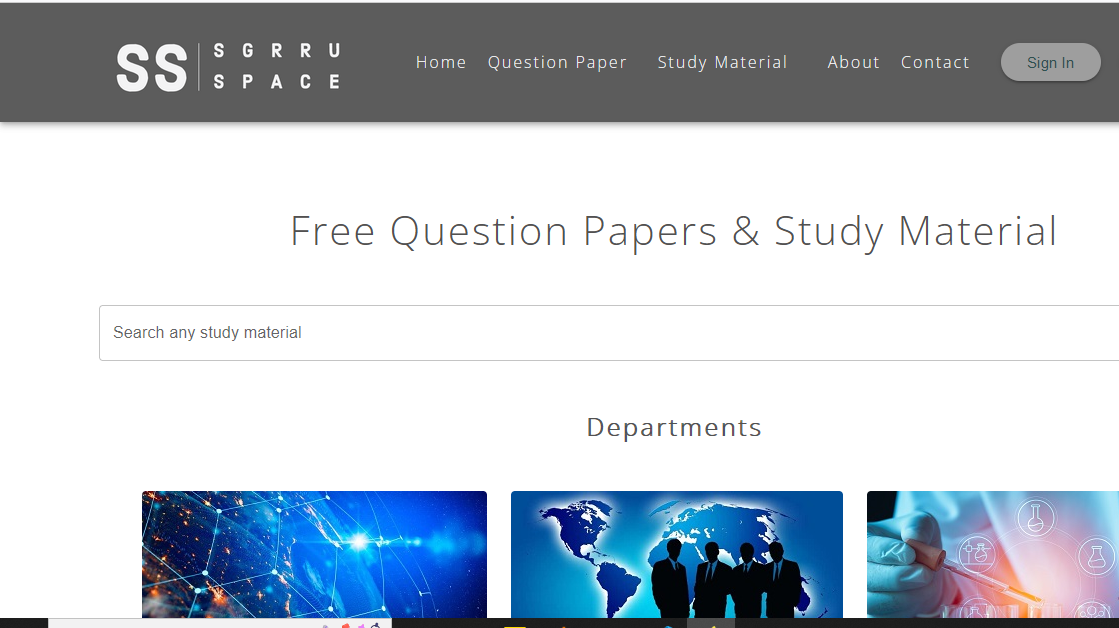 SS SGRRU SPACE
Home Question Paper Study Material About Contact Sign In
Free Question Papers & Study Material
Search any study material
Departments